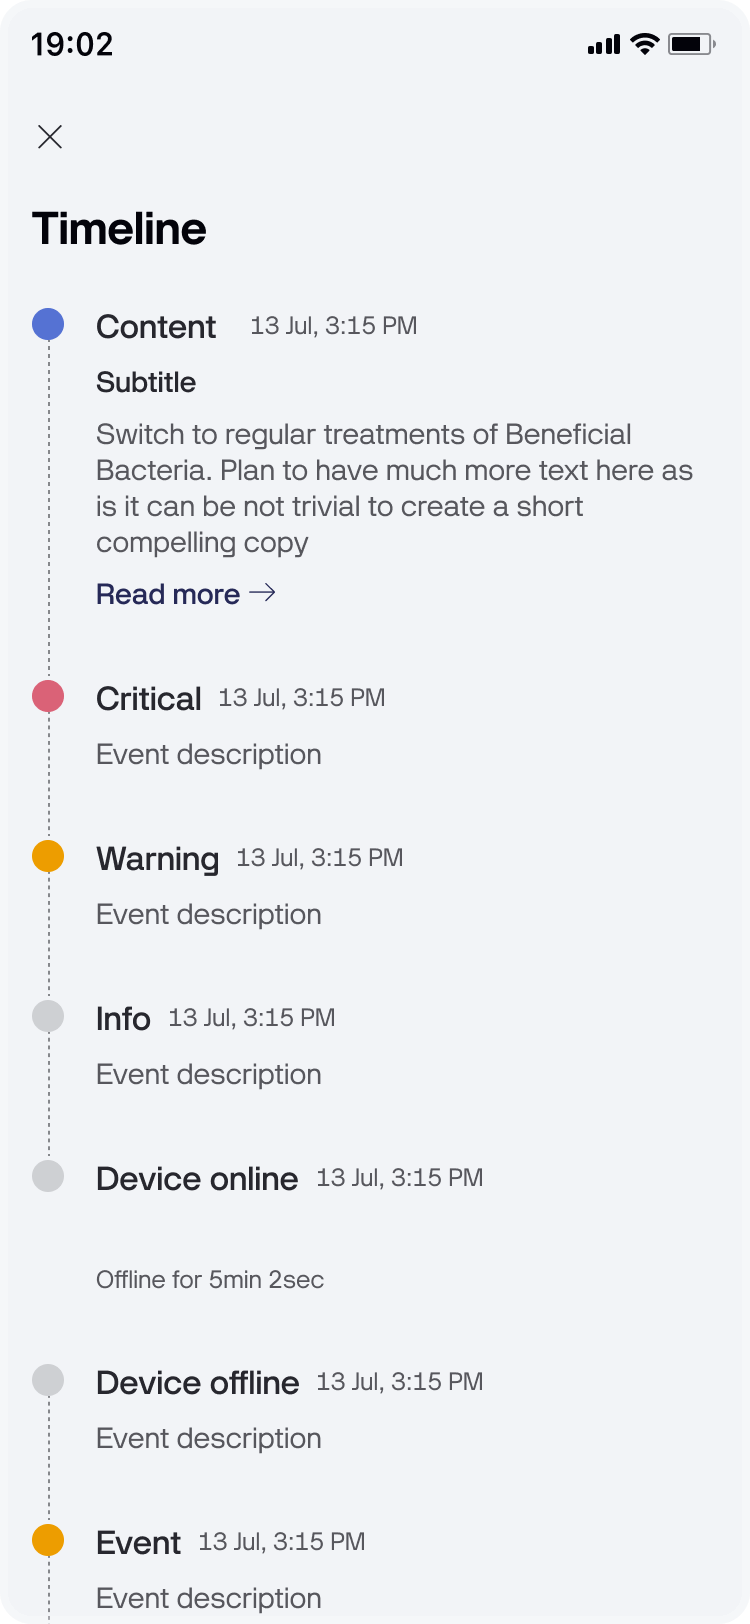 19:02
Timeline
Content 13 Jul, 3:15 PM
Subtitle
Switch to regular treatments of Beneficial
Bacteria. Plan to have much more text here as
is it can be not trivial to create a short
compelling copy
Read more →
Critical 13 Jul, 3:15 PM
Event description
Warning 13 Jul, 3:15 PM
Event description
Info 13 Jul, 3:15 PM
Event description
Device online 13 Jul, 3:15 PM
Offline for 5min 2sec
Device offline 13 Jul, 3:15 PM
Event description
Event 13 Jul, 3:15 PM
Event description